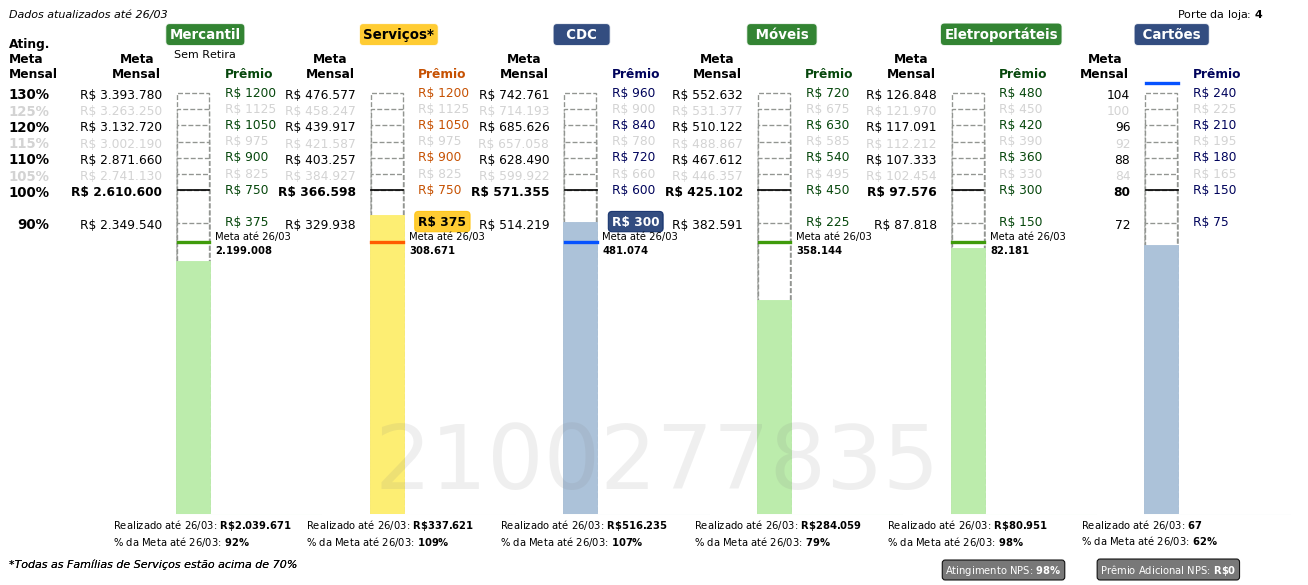 Dados atualizados até 26/03 Porte da loja: 4
Mercantil Serviços* CDC Móveis Eletroportáteis Cartões
Sem Retira
Ating. Meta Mensal Meta Mensal Prêmio Meta Mensal Prêmio Meta Mensal Prêmio Meta Mensal Prêmio Meta Mensal Prêmio Meta Mensal Prêmio
130% R$ 3.393.780 R$ 1200 R$ 476.577 R$ 1200 R$ 742.761 R$ 960 R$ 552.632 R$ 720 R$ 126.848 R$ 480 104 R$ 240
125% R$ 3.263.250 R$ 1125 R$ 458.247 R$ 1125 R$ 714.193 R$ 900 R$ 531.377 R$ 675 R$ 121.970 R$ 450 100 R$ 225
120% R$ 3.132.720 R$ 1050 R$ 439.917 R$ 1050 R$ 685.626 R$ 840 R$ 510.122 R$ 630 R$ 117.091 R$ 420 96 R$ 210
115% R$ 3.002.190 R$ 975 R$ 421.587 R$ 975 R$ 657.058 R$ 780 R$ 488.867 R$ 585 R$ 112.212 R$ 390 92 R$ 195
110% R$ 2.871.660 R$ 900 R$ 403.257 R$ 900 R$ 628.490 R$ 720 R$ 467.612 R$ 540 R$ 107.333 R$ 360 88 R$ 180
105% R$ 2.741.130 R$ 825 R$ 384.927 R$ 825 R$ 599.922 R$ 660 R$ 446.357 R$ 495 R$ 102.454 R$ 330 84 R$ 165
100% R$ 2.610.600 R$ 750 R$ 366.598 R$ 750 R$ 571.355 R$ 600 R$ 425.102 R$ 450 R$ 97.576 R$ 300 80 R$ 150
90% R$ 2.349.540 R$ 375 R$ 329.938 R$ 375 R$ 514.219 R$ 300 R$ 382.591 R$ 225 R$ 87.818 R$ 150 72 R$ 75
Meta até 26/03 Meta até 26/03 Meta até 26/03 Meta até 26/03 Meta até 26/03
2.199.008 308.671 481.074 358.144 82.181
2100277835
Realizado até 26/03: R$2.039.671 Realizado até 26/03: R$337.621 Realizado até 26/03: R$516.235 Realizado até 26/03: R$284.059 Realizado até 26/03: R$80.951 Realizado até 26/03: 67
% da Meta até 26/03: 92% % da Meta até 26/03: 109% % da Meta até 26/03: 107% % da Meta até 26/03: 79% % da Meta até 26/03: 98% % da Meta até 26/03: 62%
*Todas as Famílias de Serviços estão acima de 70% Atingimento NPS: 98% Prêmio Adicional NPS: R$0